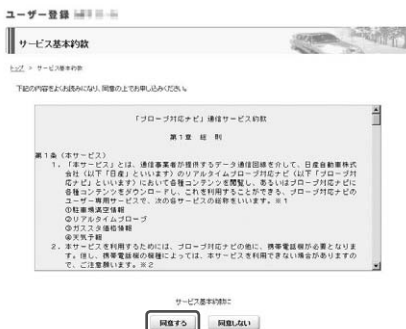 ユーザー登録
サービス基本約款
トップ > サービス基本約款
下記の内容をよくお読みになり、同意の上でお申し込みください。
「プローブ対応ナビ」通信サービス約款
第1章 総 則
第1条(本サービス)
1.「本サービス」とは、通信事業者が提供するデータ通信回線を介して、日産自動車株式
会社(以下「日産」といいます)のリアルタイムプローブ対応ナビ(以下「プローブ対
応ナビ」といいます)において各種コンテンツを閲覧し、あるいはプローブ対応ナビに
各種コンテンツをダウンロードし、これを利用することができる、プローブ対応ナビの
ユーザー専用サービスで、次の各サービスの総称をいいます。※1
①駐車場満空情報
②リアルタイムプローブ
③ガススタ価格情報
④天気予報
2.本サービスを利用するためには、プローブ対応ナビの他に、携帯電話機が必要となりま
す。但し、携帯電話機の機種によっては、本サービスを利用できない場合がありますの
で、ご注意願います。※2
サービス基本約款に
同意する 同意しない